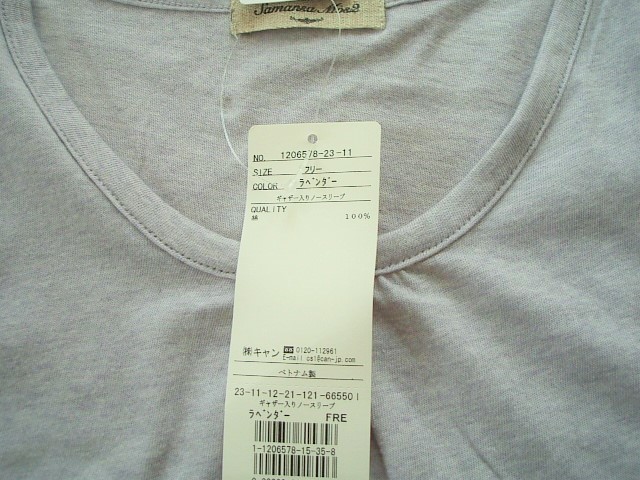 Samansa Mos2
NO. 1206578-23-11
SIZE フリー
COLOR ラベンダー
ギャザー入りノースリーブ
QUALITY
綿 100%
㈱キャン 0120-112961
E-mail cs1@can-jp.com
ベトナム製
23-11-12-21-121-665501
ギャザー入りノースリーブ
ラベンダー FRE
1-1206578-15-35-8